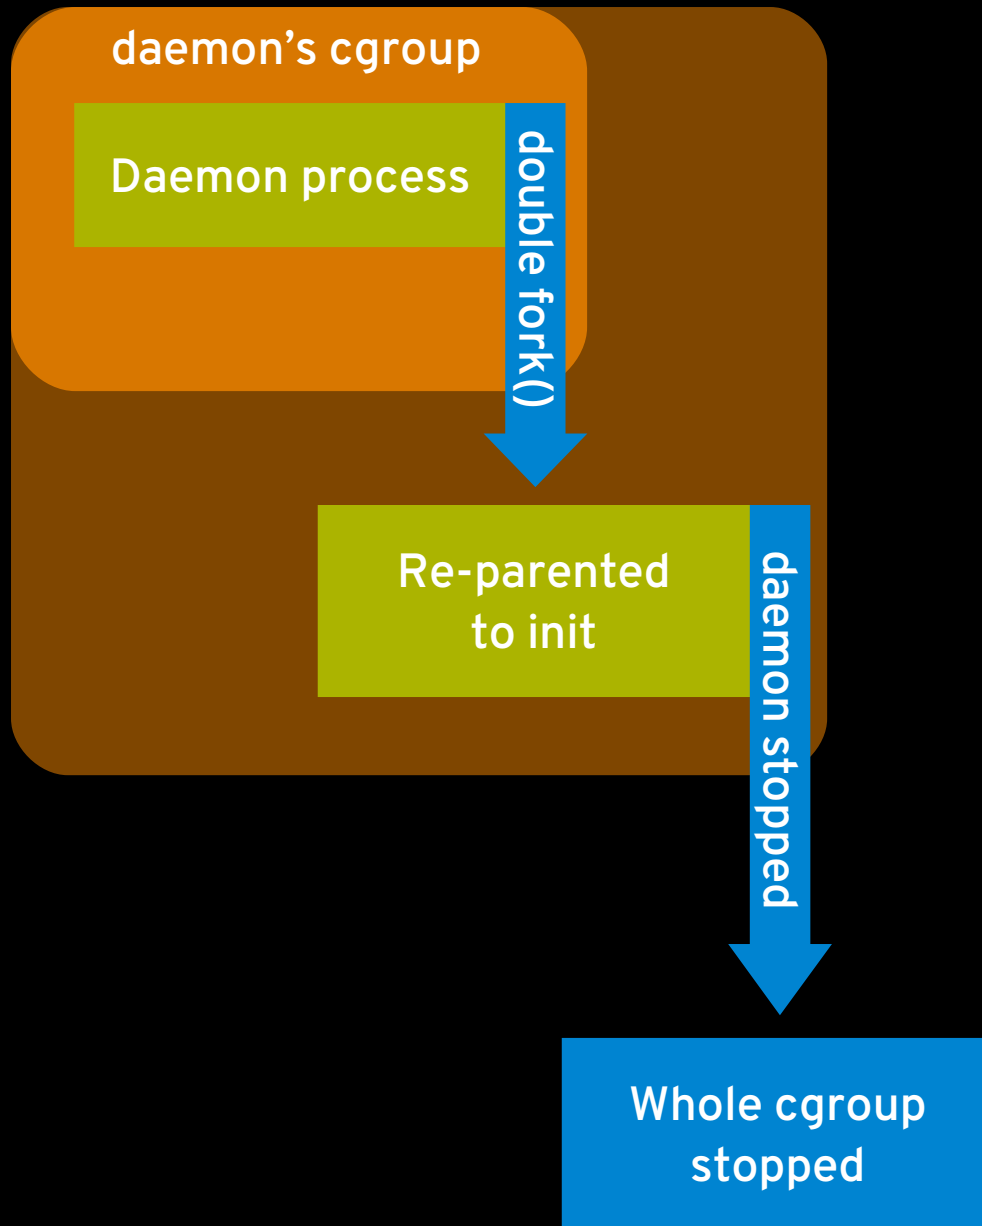 daemon’s cgroup
Daemon process
double fork()
Re-parented
to init
daemon stopped
Whole cgroup
stopped